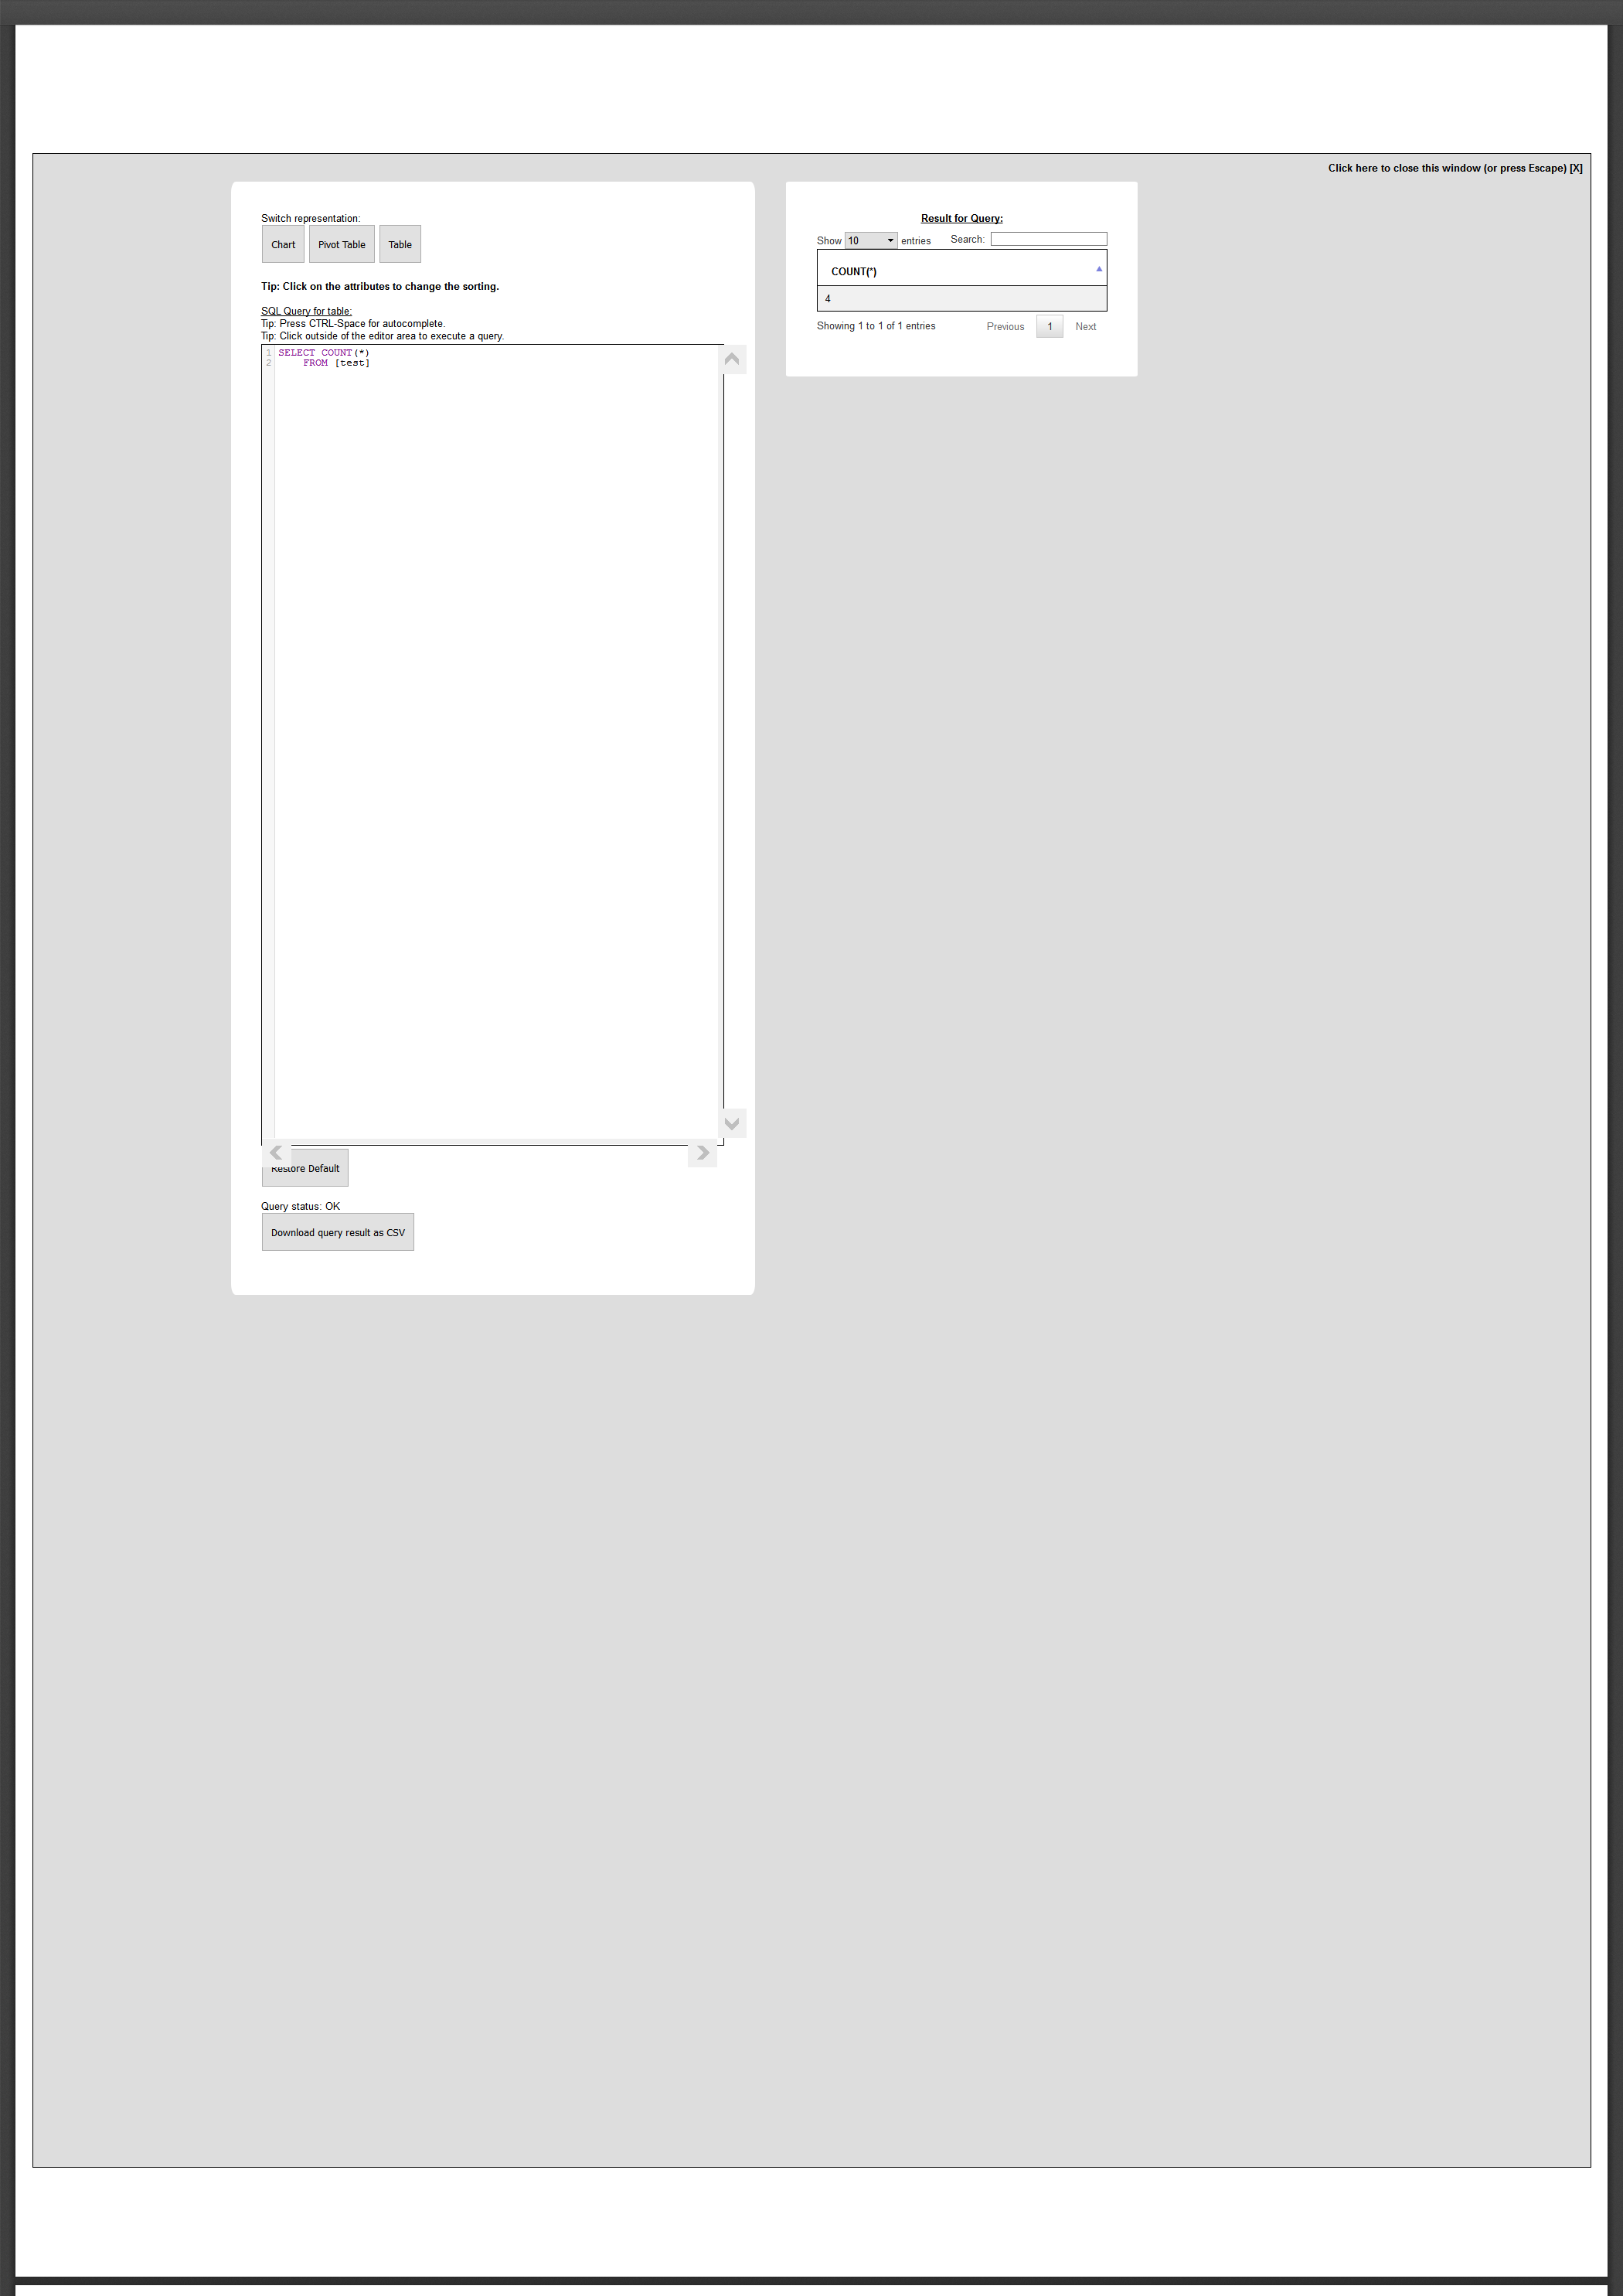 Click here to close this window (or press Escape) [X]
Switch representation:
Chart
Pivot Table
Table
Tip: Click on the attributes to change the sorting.
SQL Query for table:
Tip: Press CTRL-Space for autocomplete.
Tip: Click outside of the editor area to execute a query.
1 SELECT COUNT(*)
2 FROM [test]
Restore Default
Query status: OK
Download query result as CSV
Result for Query:
Show 10 entries Search:
COUNT(*)
4
Showing 1 to 1 of 1 entries Previous 1 Next